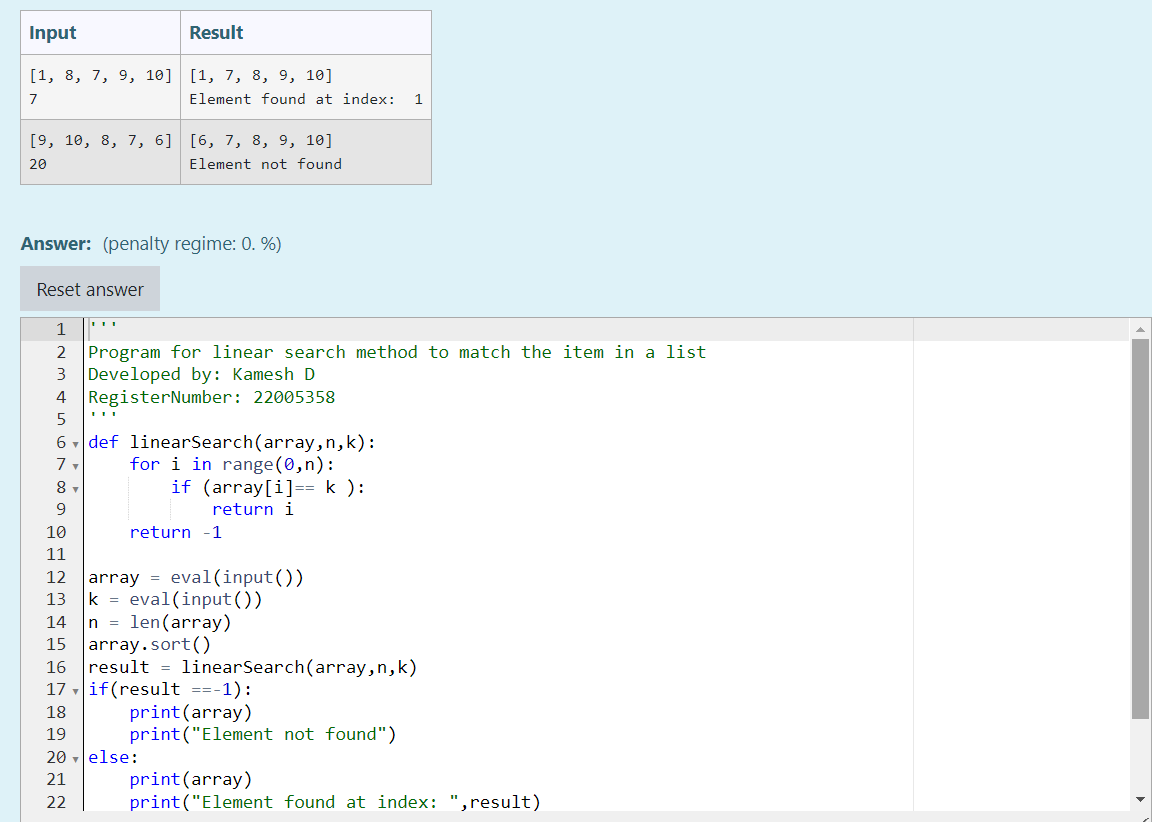 Input Result
[1, 8, 7, 9, 10] [1, 7, 8, 9, 10]
7 Element found at index:  1
[9, 10, 8, 7, 6] [6, 7, 8, 9, 10]
20 Element not found
Answer: (penalty regime: 0. %)
Reset answer
1 '''
2 Program for linear search method to match the item in a list
3 Developed by: Kamesh D
4 RegisterNumber: 22005358
5 '''
6 def linearSearch(array,n,k):
7     for i in range(0,n):
8         if (array[i]== k ):
9             return i
10     return -1
11
12 array = eval(input())
13 k = eval(input())
14 n = len(array)
15 array.sort()
16 result = linearSearch(array,n,k)
17 if(result ==-1):
18     print(array)
19     print("Element not found")
20 else:
21     print(array)
22     print("Element found at index: ",result)